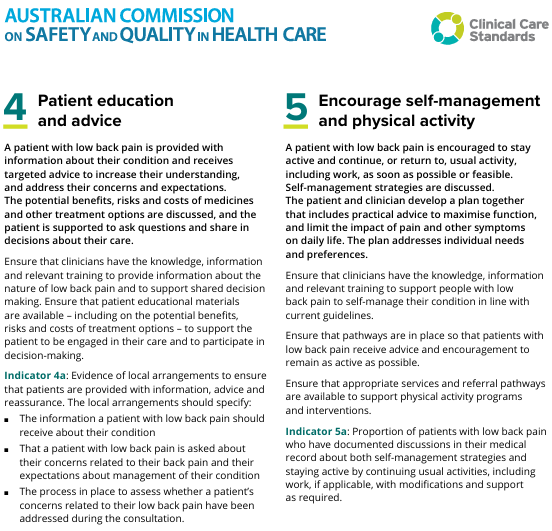 AUSTRALIAN COMMISSION
ON SAFETY AND QUALITY IN HEALTH CARE
Clinical Care
Standards
4 Patient education
and advice
A patient with low back pain is provided with
information about their condition and receives
targeted advice to increase their understanding,
and address their concerns and expectations.
The potential benefits, risks and costs of medicines
and other treatment options are discussed, and the
patient is supported to ask questions and share in
decisions about their care.
Ensure that clinicians have the knowledge, information
and relevant training to provide information about the
nature of low back pain and to support shared decision
making. Ensure that patient educational materials
are available – including on the potential benefits,
risks and costs of treatment options – to support the
patient to be engaged in their care and to participate in
decision-making.
Indicator 4a: Evidence of local arrangements to ensure
that patients are provided with information, advice and
reassurance. The local arrangements should specify:
▪ The information a patient with low back pain should
receive about their condition
▪ That a patient with low back pain is asked about
their concerns related to their back pain and their
expectations about management of their condition
▪ The process in place to assess whether a patient’s
concerns related to their low back pain have been
addressed during the consultation.
5 Encourage self-management
and physical activity
A patient with low back pain is encouraged to stay
active and continue, or return to, usual activity,
including work, as soon as possible or feasible.
Self-management strategies are discussed.
The patient and clinician develop a plan together
that includes practical advice to maximise function,
and limit the impact of pain and other symptoms
on daily life. The plan addresses individual needs
and preferences.
Ensure that clinicians have the knowledge, information
and relevant training to support people with low
back pain to self-manage their condition in line with
current guidelines.
Ensure pathways are in place so that patients with
low back pain receive advice and encouragement to
remain as active as possible.
Ensure that appropriate services and referral pathways
are available to support physical activity programs
and interventions.
Indicator 5a: Proportion of patients with low back pain
who have documented discussions in their medical
record about both self-management strategies and
staying active by continuing usual activities, including
work, if applicable, with modifications and support
as required.